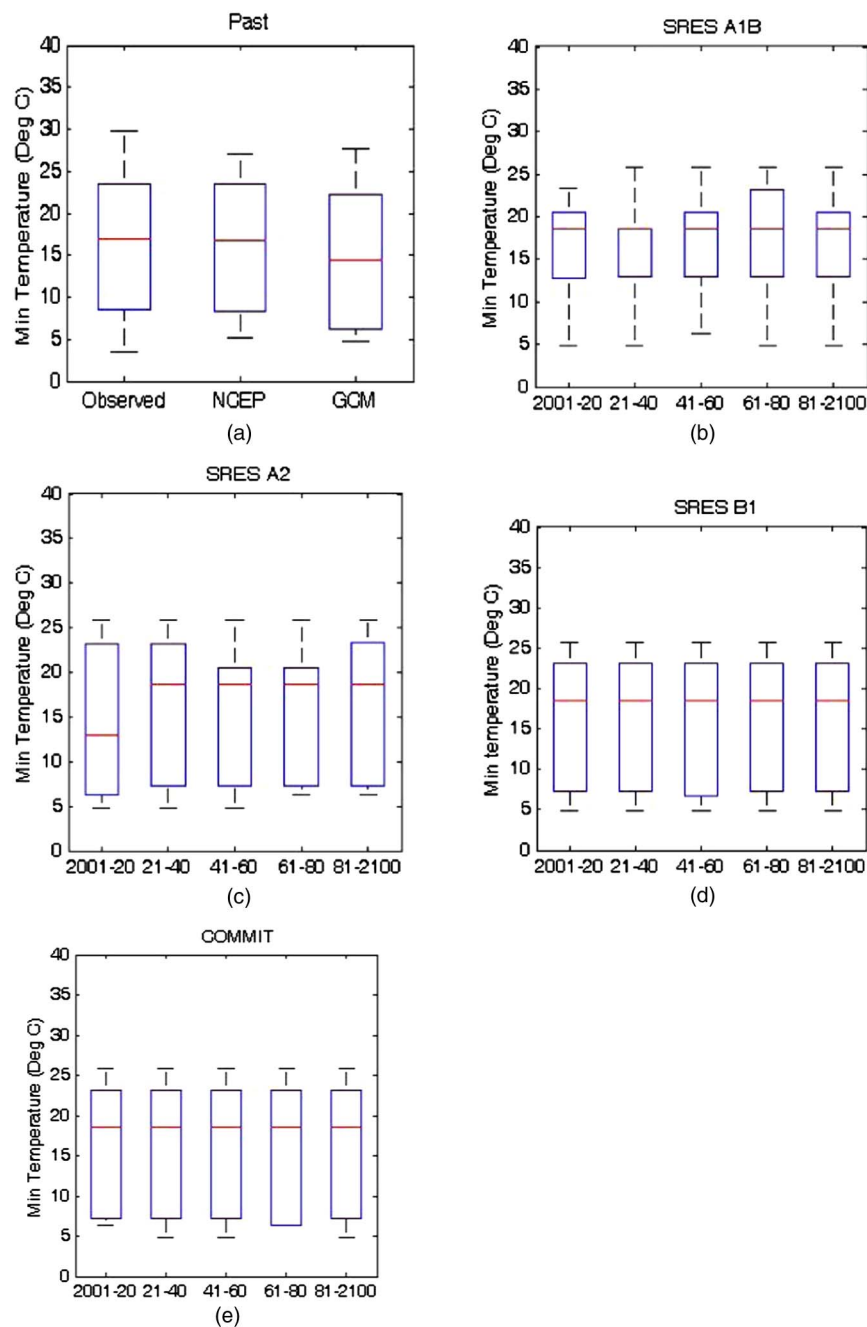 Past
Min Temperature (Deg C)
40
35
30
25
20
15
10
5
0
Observed NCEP GCM
(a)
SRES A1B
Min Temperature (Deg C)
40
35
30
25
20
15
10
5
0
2001-20 21-40 41-60 61-80 81-2100
(b)
SRES A2
Min Temperature (Deg C)
40
35
30
25
20
15
10
5
0
2001-20 21-40 41-60 61-80 81-2100
(c)
SRES B1
Min temperature (Deg C)
40
35
30
25
20
15
10
5
0
2001-20 21-40 41-60 61-80 81-2100
(d)
COMMIT
Min Temperature (Deg C)
40
35
30
25
20
15
10
5
0
2001-20 21-40 41-60 61-80 81-2100
(e)